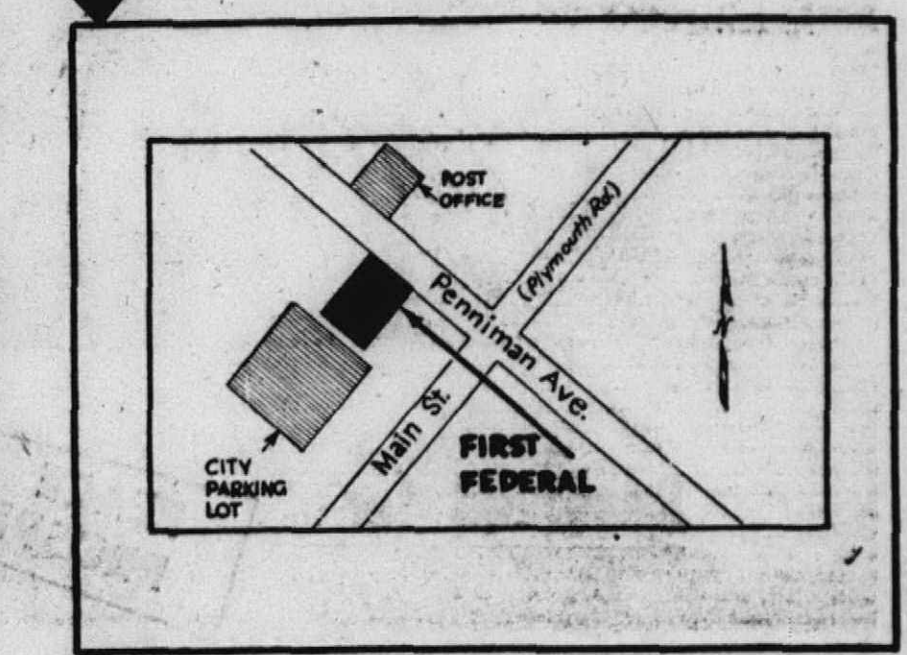 POST
OFFICE
(Plymouth Rd.)
Penniman Ave.
N
Main St.
FIRST
FEDERAL
CITY
PARKING
LOT